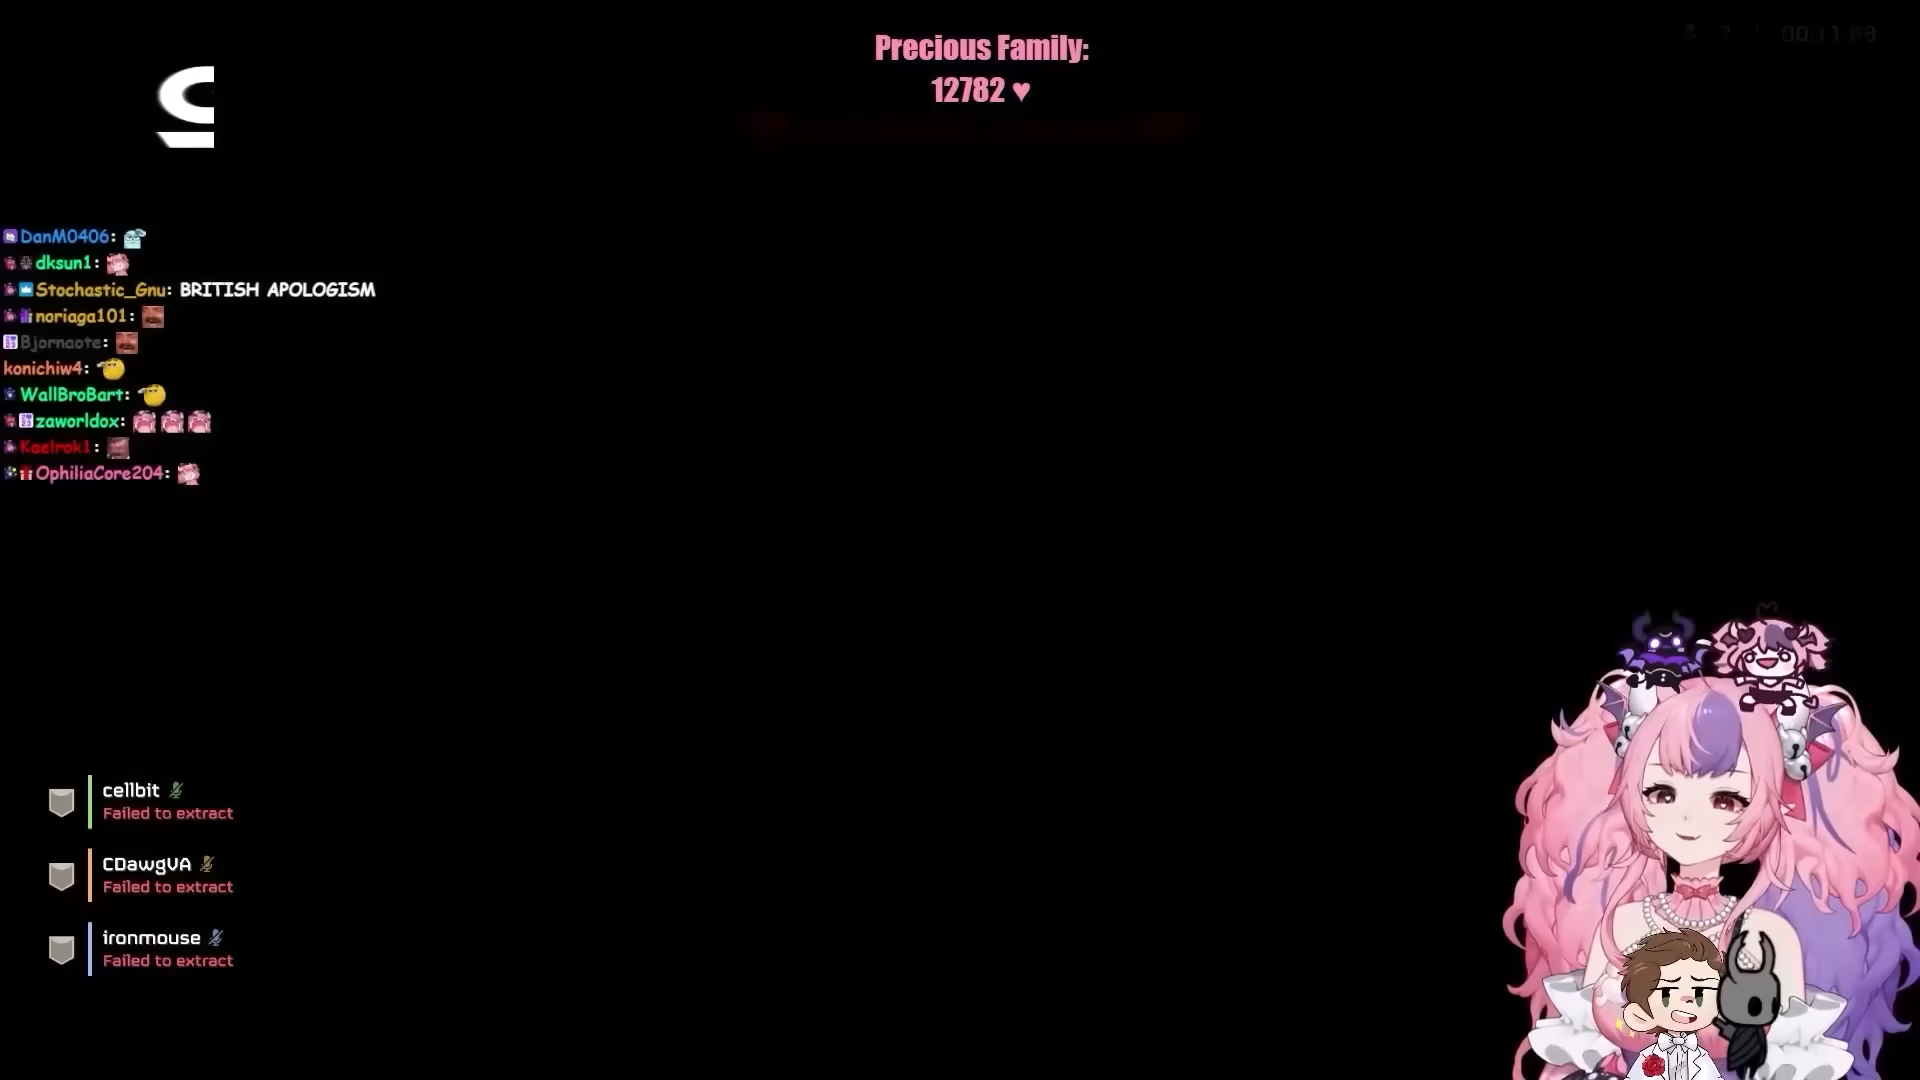 Precious Family:
12782 ♥
DanM0406:
dksun1:
Stochastic_Gnu: BRITISH APOLOGISM
noriaga101:
Bjornaote:
konichiw4:
WallBroBart:
zaworldox:
Kaelrok1:
OphiliaCore204:
cellbit
Failed to extract
CDawgVA
Failed to extract
ironmouse
Failed to extract